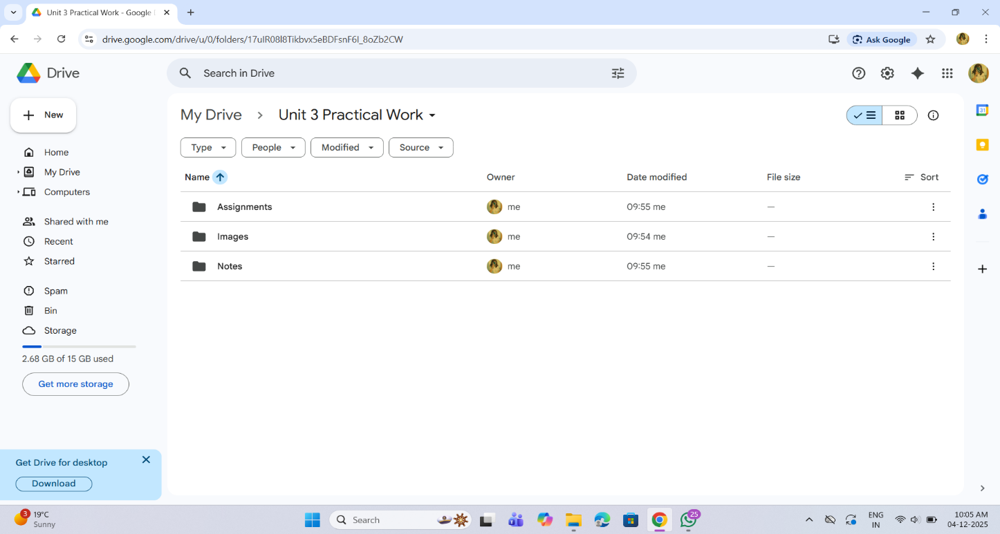 Unit 3 Practical Work - Google
drive.google.com/drive/u/0/folders/17uIR08l8Tikbvx5eBDFsnF6I_8oZb2CW
Ask Google
Drive
Search in Drive
New
Home
My Drive
Computers
Shared with me
Recent
Starred
Spam
Bin
Storage
2.68 GB of 15 GB used
Get more storage
Get Drive for desktop
Download
My Drive > Unit 3 Practical Work
Type People Modified Source
Name Owner Date modified File size Sort
Assignments me 09:55 me —
Images me 09:54 me —
Notes me 09:55 me —
31
3
19°C
Sunny
Search
25
ENG
IN
10:05 AM
04-12-2025